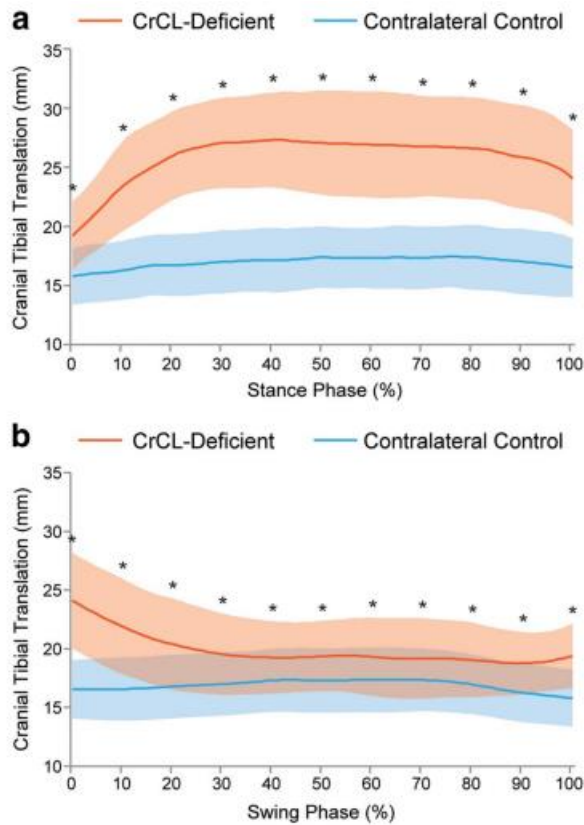 a
CrCL-Deficient Contralateral Control
Cranial Tibial Translation (mm)
35
30
25
20
15
10
* * * * * * * * * * *
0 10 20 30 40 50 60 70 80 90 100
Stance Phase (%)
b
CrCL-Deficient Contralateral Control
Cranial Tibial Translation (mm)
35
30
25
20
15
10
* * * * * * * * * * *
0 10 20 30 40 50 60 70 80 90 100
Swing Phase (%)